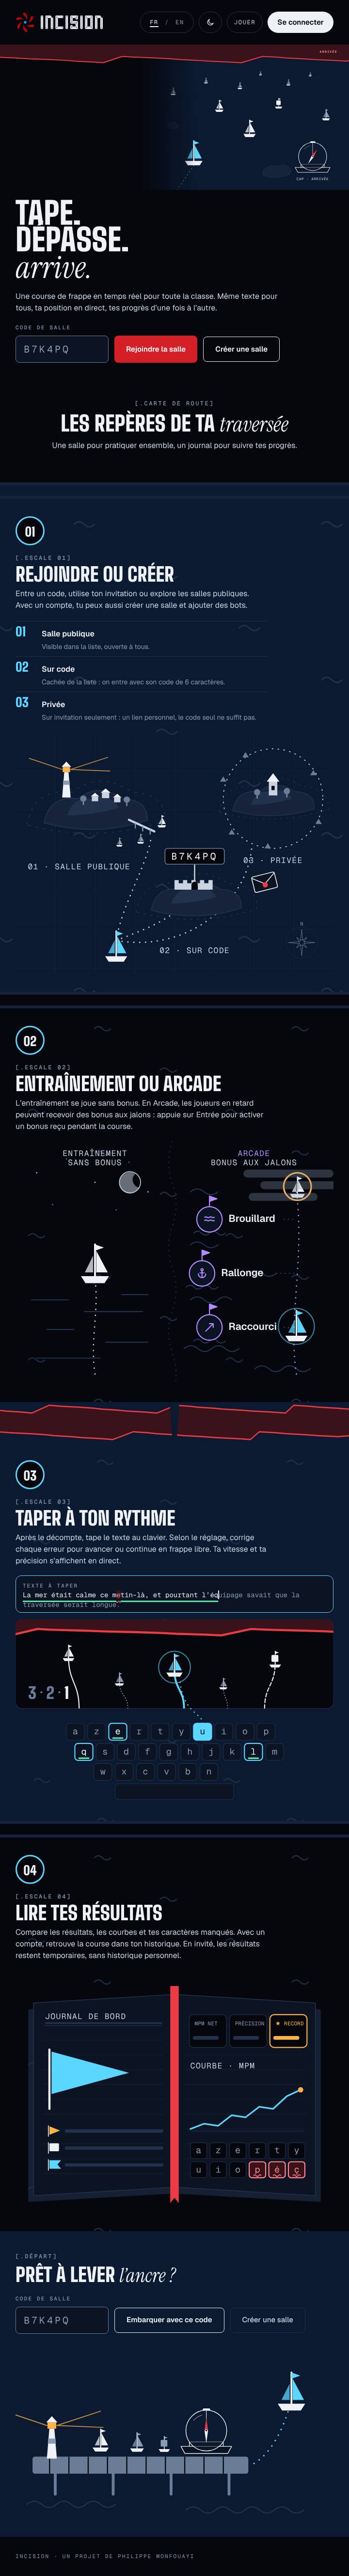 INCISION
FR / EN
JOUER
Se connecter
ARRIVÉE
CAP · ARRIVÉE
TAPE.
DÉPASSE.
arrive.
Une course de frappe en temps réel pour toute la classe. Même texte pour
tous, ta position en direct, tes progrès d'une fois à l'autre.
CODE DE SALLE
B7K4PQ
Rejoindre la salle
Créer une salle
[.CARTE DE ROUTE]
LES REPÈRES DE TA traversée
Une salle pour pratiquer ensemble, un journal pour suivre tes progrès.
01
[.ESCALE 01]
REJOINDRE OU CRÉER
Entre un code, utilise ton invitation ou explore les salles publiques.
Avec un compte, tu peux aussi créer une salle et ajouter des bots.
01 Salle publique
Visible dans la liste, ouverte à tous.
02 Sur code
Cachée de la liste : on entre avec son code de 6 caractères.
03 Privée
Sur invitation seulement : un lien personnel, le code seul ne suffit pas.
B7K4PQ
01 · SALLE PUBLIQUE
03 · PRIVÉE
N
02 · SUR CODE
02
[.ESCALE 02]
ENTRAÎNEMENT OU ARCADE
L'entraînement se joue sans bonus. En Arcade, les joueurs en retard
peuvent recevoir des bonus aux jalons : appuie sur Entrée pour activer
un bonus reçu pendant la course.
ENTRAÎNEMENT
SANS BONUS ·
ARCADE
BONUS AUX JALONS
Brouillard
Rallonge
Raccourci
03
[.ESCALE 03]
TAPER À TON RYTHME
Après le décompte, tape le texte au clavier. Selon le réglage, corrige
chaque erreur pour avancer ou continue en frappe libre. Ta vitesse et ta
précision s'affichent en direct.
TEXTE À TAPER
La mer était calme ce matin-là, et pourtant l'équipage savait que la
traversée serait longue.
3·2·1
a z e r t y u i o p
q s d f g h j k l m
w x c v b n
04
[.ESCALE 04]
LIRE TES RÉSULTATS
Compare les résultats, les courbes et tes caractères manqués. Avec un
compte, retrouve la course dans ton historique. En invité, les résultats
restent temporaires, sans historique personnel.
JOURNAL DE BORD
MPM NET
PRÉCISION
★ RECORD
COURBE · MPM
a z e r t y
u i o p é ç
[.DÉPART]
PRÊT À LEVER l'ancre ?
CODE DE SALLE
B7K4PQ
Embarquer avec ce code
Créer une salle
INCISION · UN PROJET DE PHILIPPE MONFOUAYI